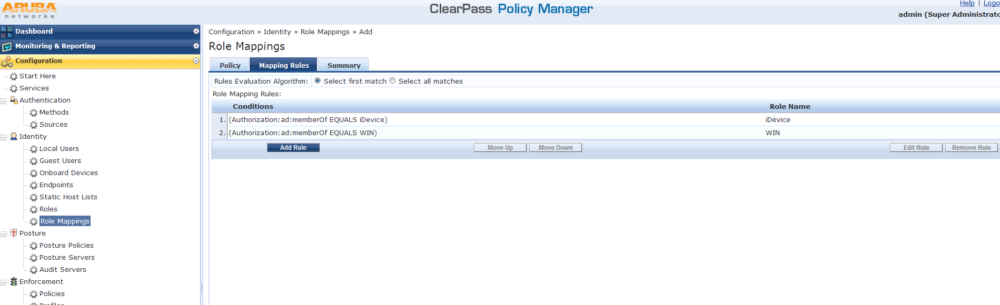 ARUBA
networks
ClearPass Policy Manager
Help | Logo
admin (Super Administrato
Dashboard
Monitoring & Reporting
Configuration
Start Here
Services
Authentication
Methods
Sources
Identity
Local Users
Guest Users
Onboard Devices
Endpoints
Static Host Lists
Roles
Role Mappings
Posture
Posture Policies
Posture Servers
Audit Servers
Enforcement
Policies
Profiles
Configuration » Identity » Role Mappings » Add
Role Mappings
Policy Mapping Rules Summary
Rules Evaluation Algorithm: Select first match Select all matches
Role Mapping Rules:
Conditions Role Name
1. (Authorization:ad:memberOf EQUALS iDevice) iDevice
2. (Authorization:ad:memberOf EQUALS WIN) WIN
Add Rule Move Up Move Down Edit Rule Remove Rule